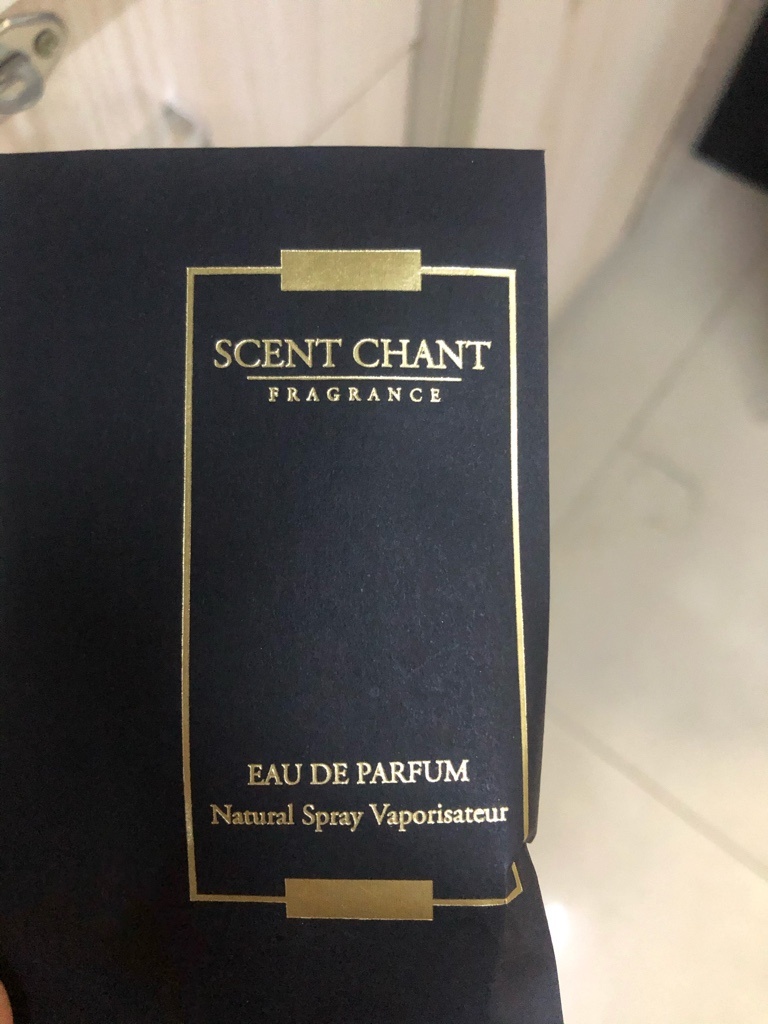 SCENT CHANT
FRAGRANCE
EAU DE PARFUM
Natural Spray Vaporisateur